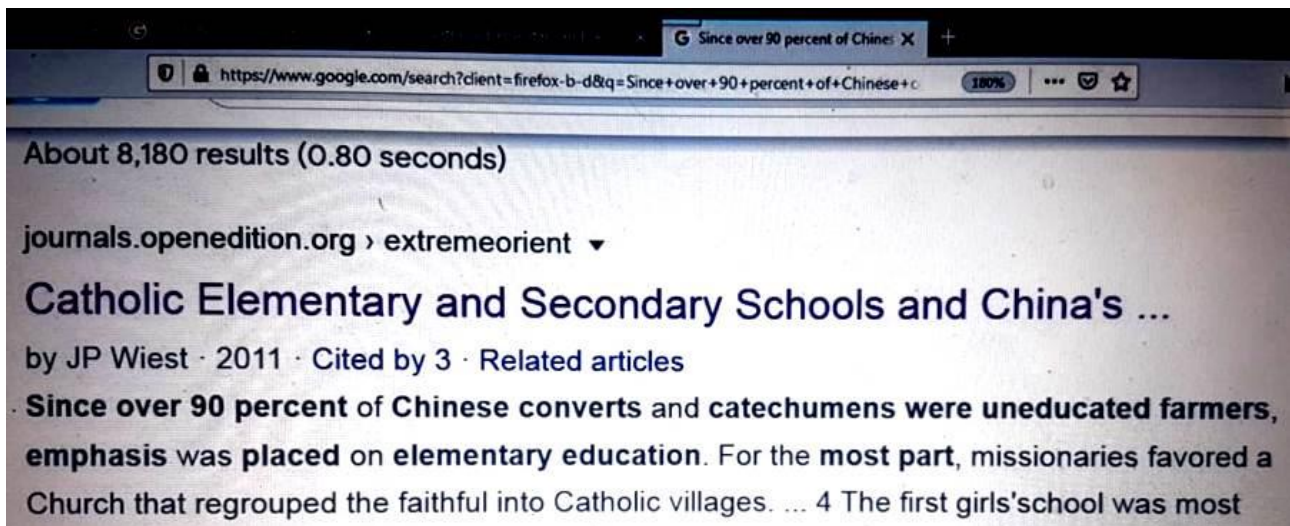 G Since over 90 percent of Chines X +
https://www.google.com/search?client=firefox-b-d&q=Since+over+90+percent+of+Chinese+c 180%
About 8,180 results (0.80 seconds)
journals.openedition.org › extremeorient
Catholic Elementary and Secondary Schools and China's ...
by JP Wiest · 2011 · Cited by 3 · Related articles
Since over 90 percent of Chinese converts and catechumens were uneducated farmers,
emphasis was placed on elementary education. For the most part, missionaries favored a
Church that regrouped the faithful into Catholic villages. ... 4 The first girls'school was most